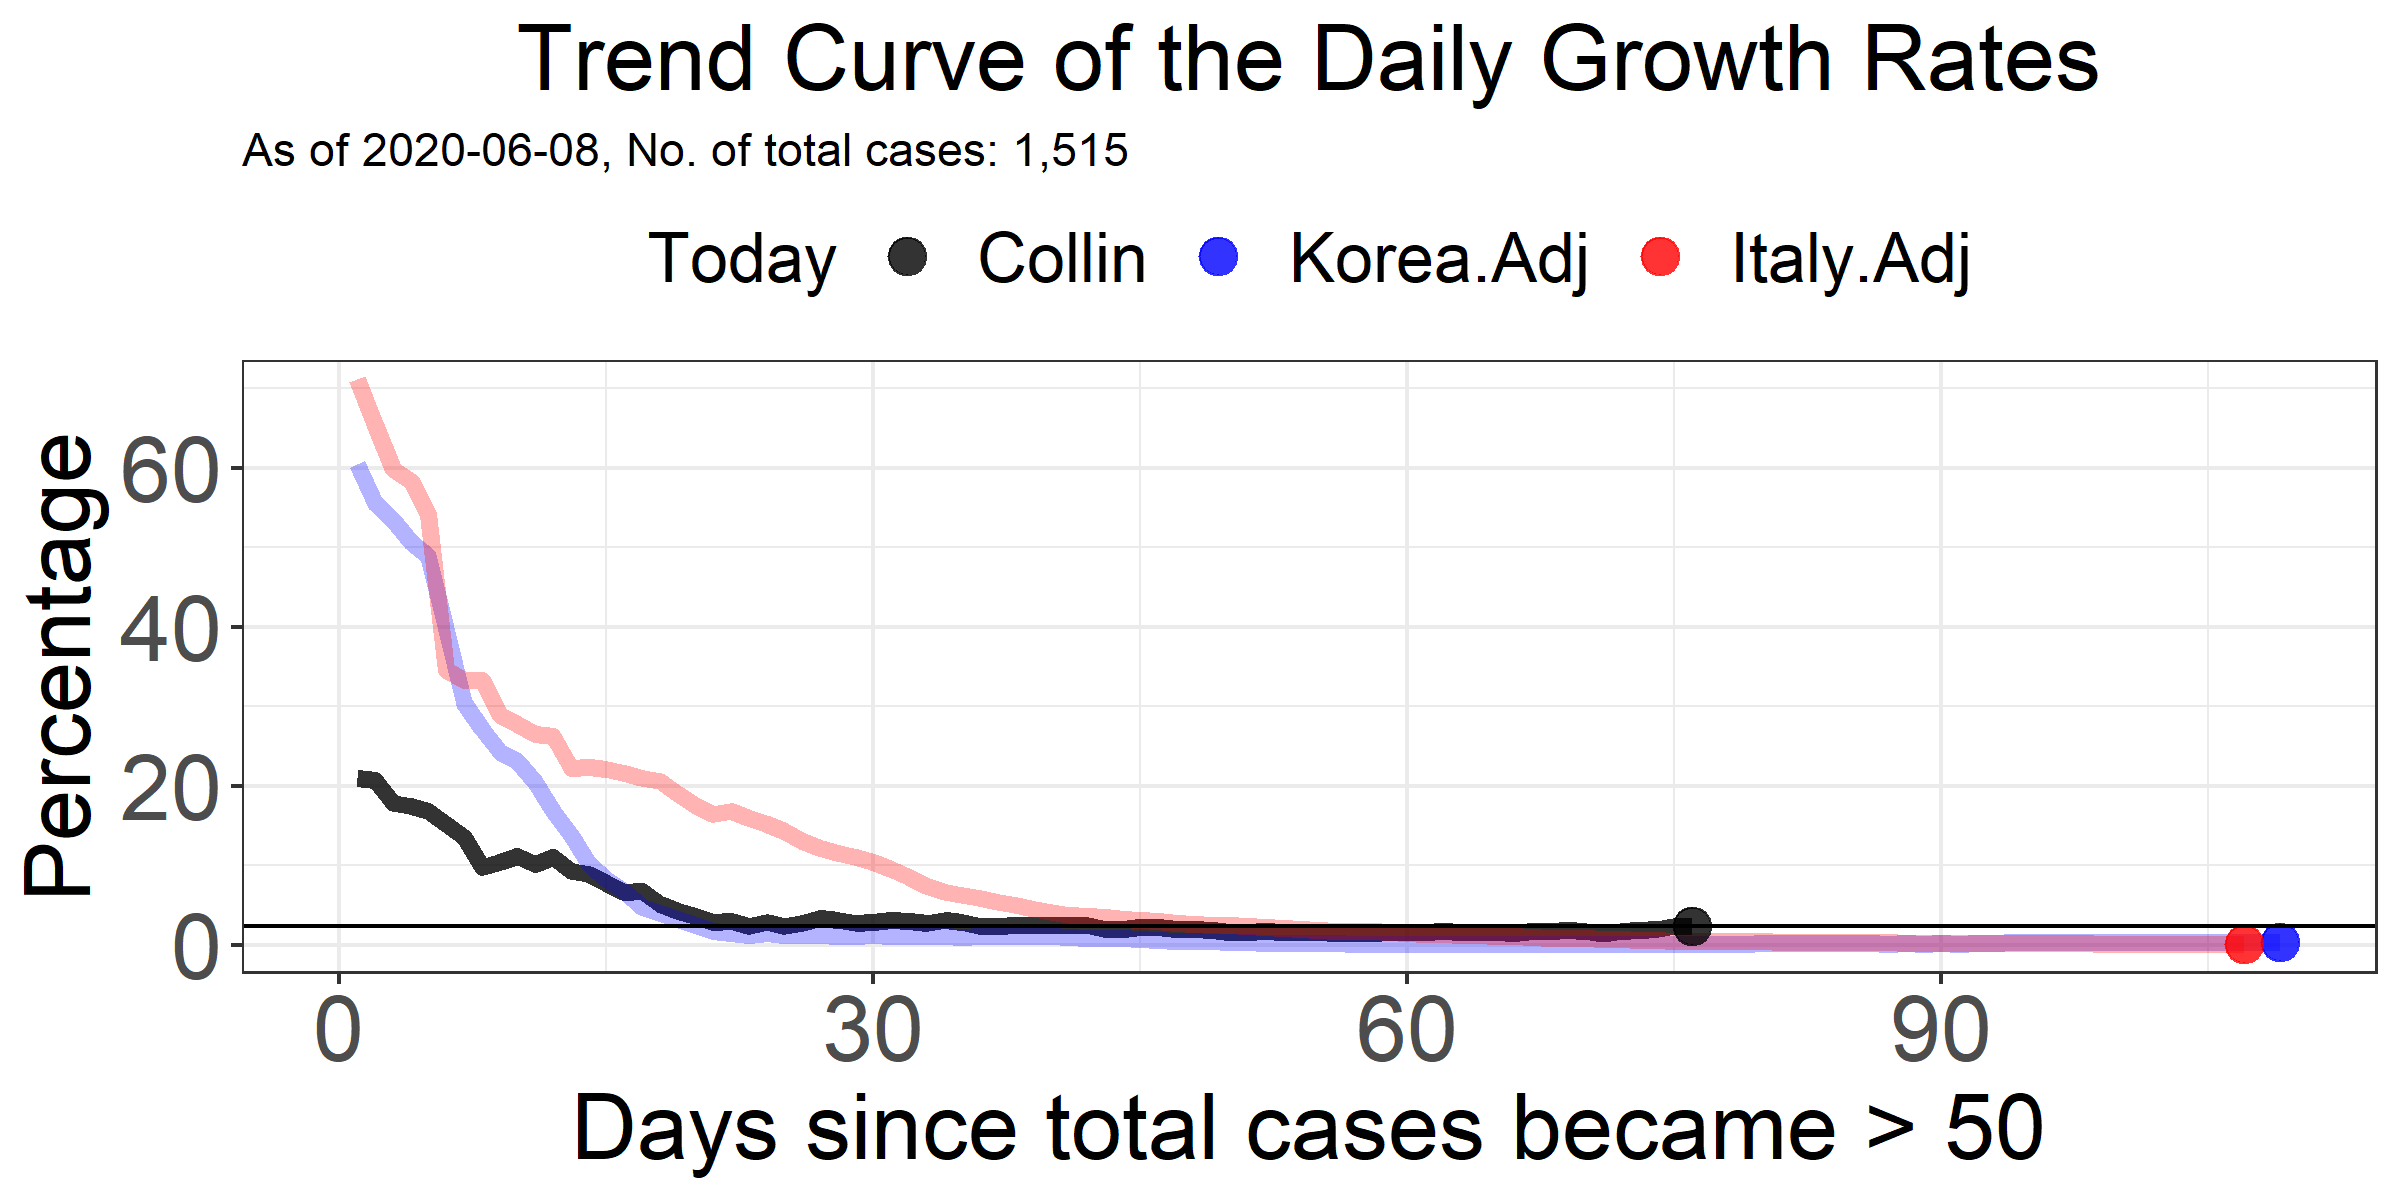 Trend Curve of the Daily Growth Rates
As of 2020-06-08, No. of total cases: 1,515
Today Collin Korea.Adj Italy.Adj
Percentage
60
40
20
0
0 30 60 90
Days since total cases became > 50